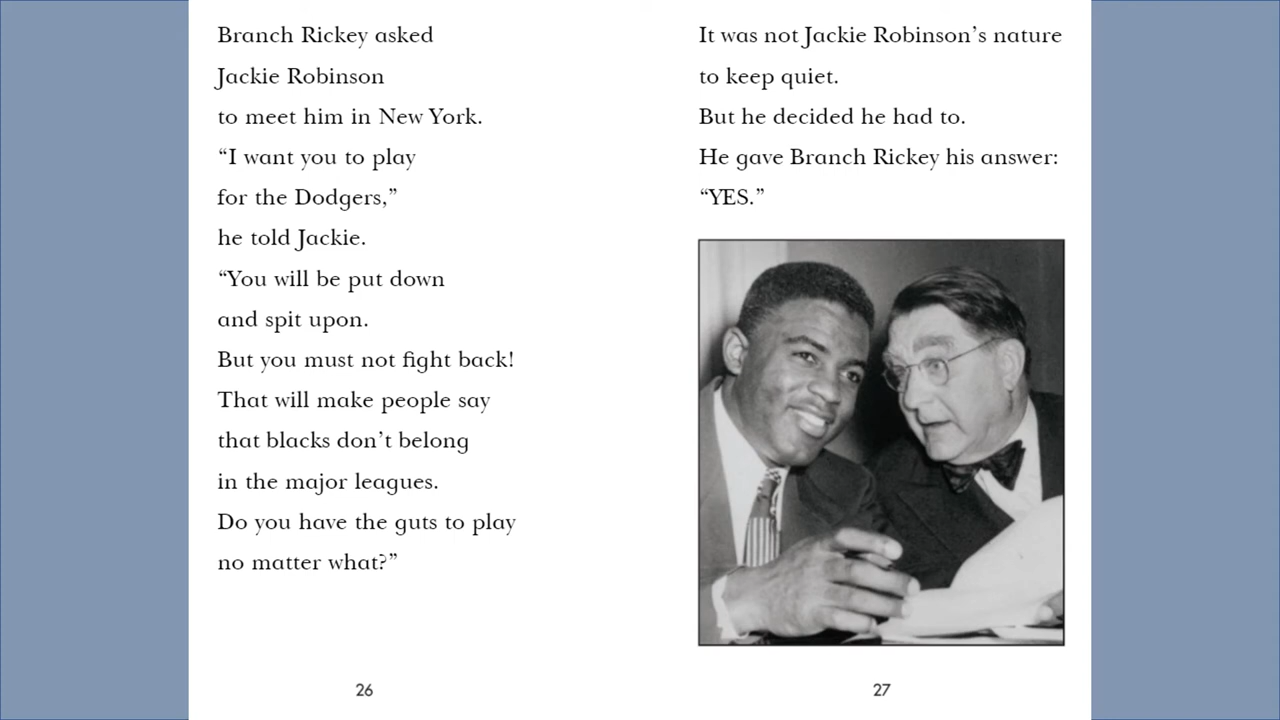 Branch Rickey asked
Jackie Robinson
to meet him in New York.
“I want you to play
for the Dodgers,”
he told Jackie.
“You will be put down
and spit upon.
But you must not fight back!
That will make people say
that blacks don’t belong
in the major leagues.
Do you have the guts to play
no matter what?”
26
It was not Jackie Robinson’s nature
to keep quiet.
But he decided he had to.
He gave Branch Rickey his answer:
“YES.”
27